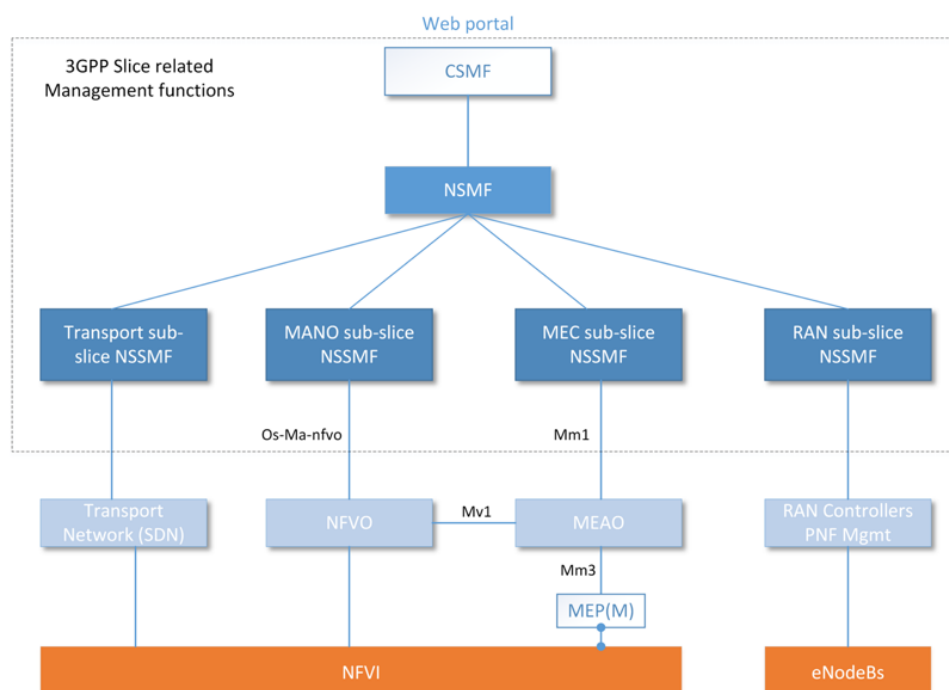 Web portal
3GPP Slice related
Management functions
CSMF
NSMF
Transport sub-
slice NSSMF
MANO sub-slice
NSSMF
MEC sub-slice
NSSMF
RAN sub-slice
NSSMF
Os-Ma-nfvo
Mm1
Transport
Network (SDN)
NFVO
Mv1
MEAO
RAN Controllers
PNF Mgmt
Mm3
MEP(M)
NFVI
eNodeBs